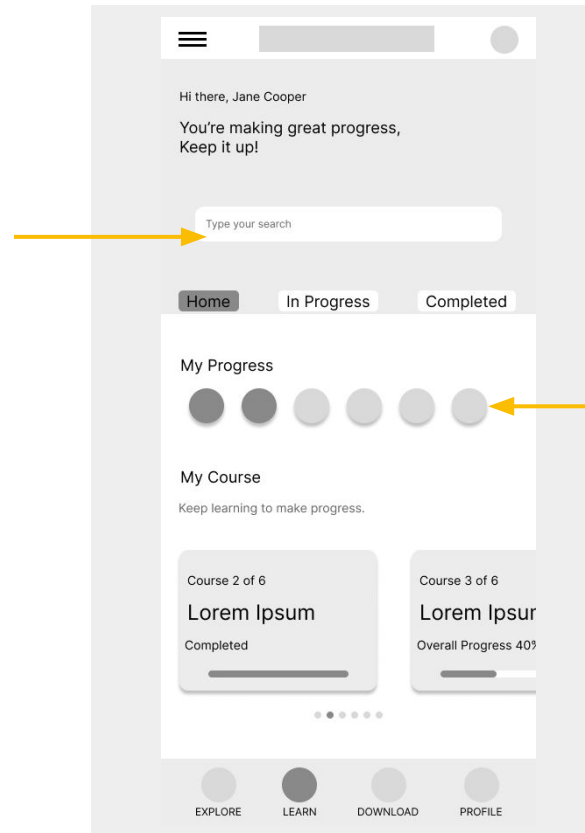 Hi there, Jane Cooper
You're making great progress,
Keep it up!
Type your search
Home In Progress Completed
My Progress
My Course
Keep learning to make progress.
Course 2 of 6
Lorem Ipsum
Completed
Course 3 of 6
Lorem Ipsur
Overall Progress 40%
EXPLORE LEARN DOWNLOAD PROFILE